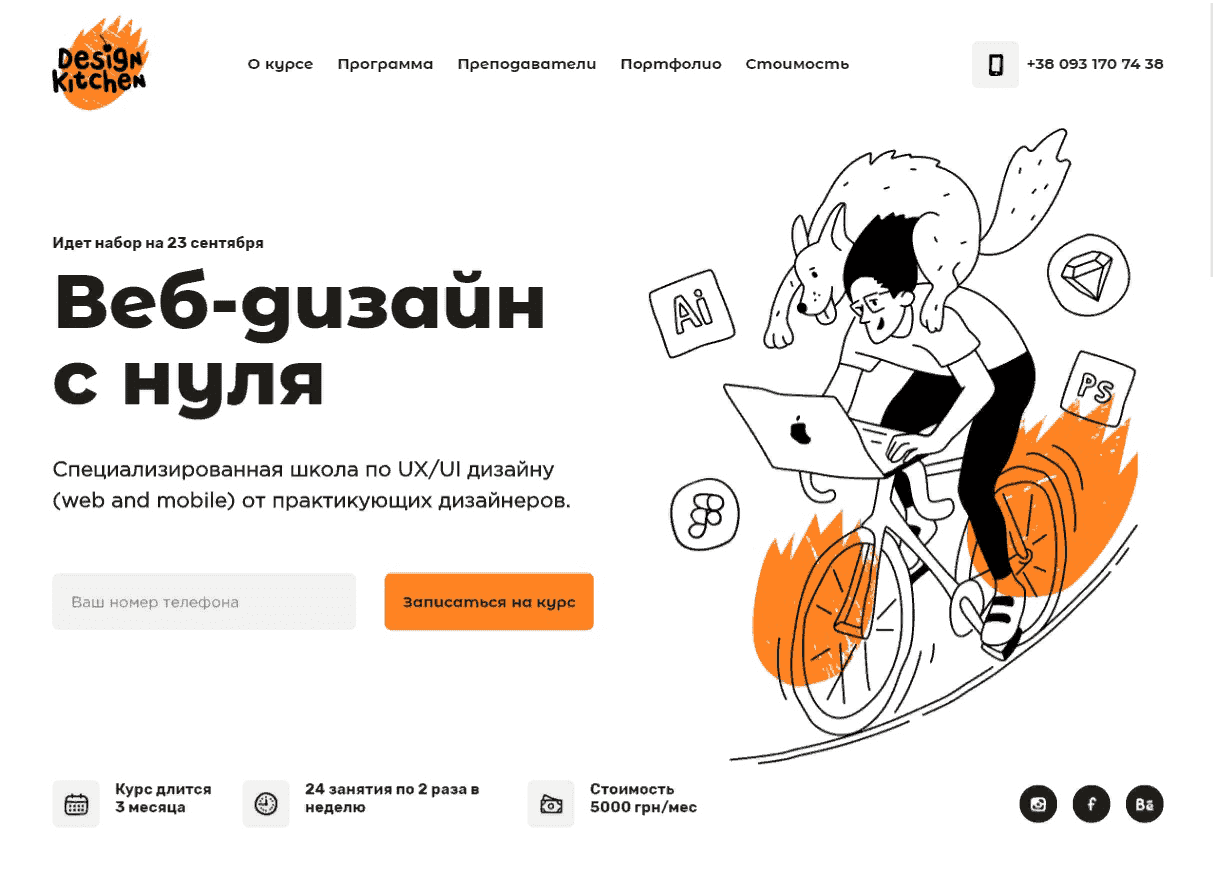 Design
Kitchen
О курсе
Программа
Преподаватели
Портфолио
Стоимость
+38 093 170 74 38
Идет набор на 23 сентября
Веб-дизайн
с нуля
Специализированная школа по UX/UI дизайну
(web and mobile) от практикующих дизайнеров.
Ваш номер телефона
Записаться на курс
Ai
PS
Курс длится
3 месяца
24 занятия по 2 раза в
неделю
Стоимость
5000 грн/мес
f
Bē